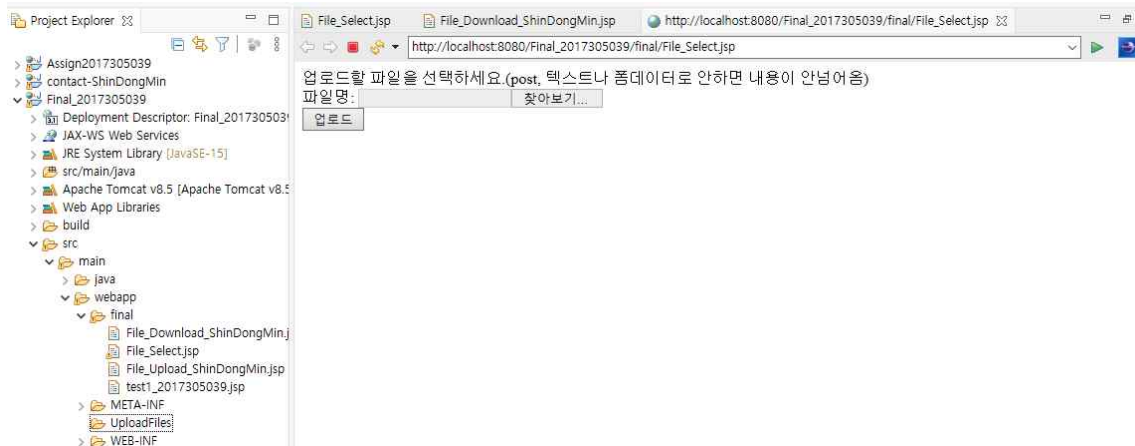 Project Explorer
Assign2017305039
contact-ShinDongMin
Final_2017305039
Deployment Descriptor: Final_201730503
JAX-WS Web Services
JRE System Library [JavaSE-15]
src/main/java
Apache Tomcat v8.5 [Apache Tomcat v8.5
Web App Libraries
build
src
main
java
webapp
final
File_Download_ShinDongMin.j
File_Select.jsp
File_Upload_ShinDongMin.jsp
test1_2017305039.jsp
META-INF
UploadFiles
WEB-INF
File_Select.jsp
File_Download_ShinDongMin.jsp
http://localhost:8080/Final_2017305039/final/File_Select.jsp
http://localhost:8080/Final_2017305039/final/File_Select.jsp
업로드할 파일을 선택하세요.(post, 텍스트나 폼데이터로 안하면 내용이 안넘어옴)
파일명: 찾아보기...
업로드